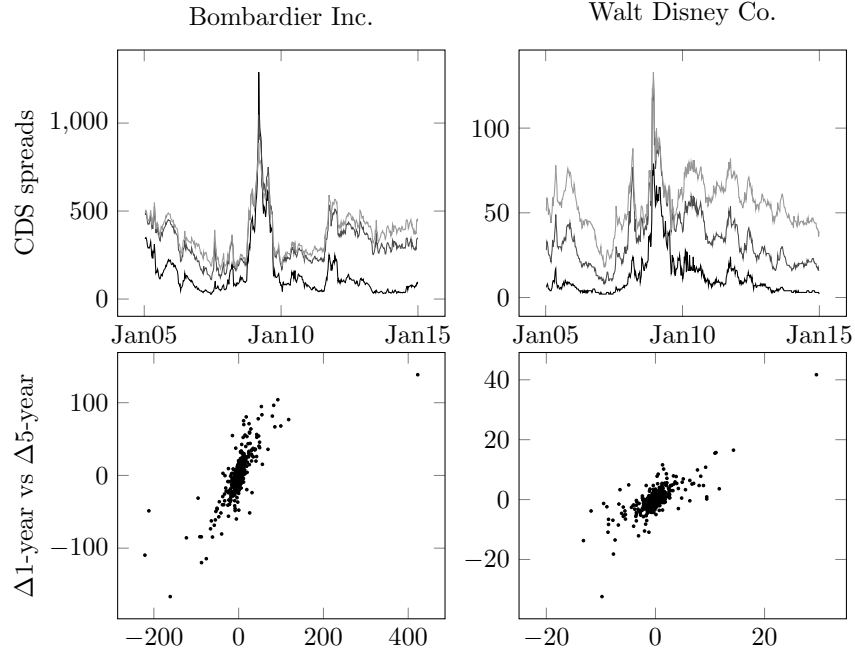 Bombardier Inc.
Walt Disney Co.
CDS spreads
1,000
500
0
Jan05
Jan10
Jan15
100
50
0
Jan05
Jan10
Jan15
Δ1-year vs Δ5-year
100
0
−100
−200
0
200
400
40
20
0
−20
−20
0
20